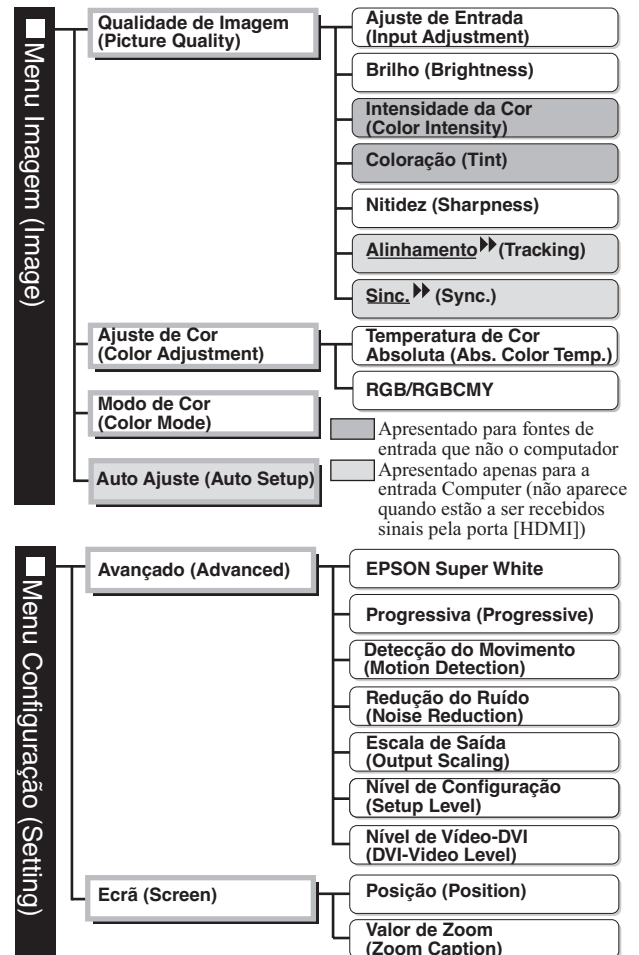 ■ Menu Imagem (Image)
Qualidade de Imagem
(Picture Quality)
Ajuste de Entrada
(Input Adjustment)
Brilho (Brightness)
Intensidade da Cor
(Color Intensity)
Coloração (Tint)
Nitidez (Sharpness)
Alinhamento (Tracking)
Sinc. (Sync.)
Ajuste de Cor
(Color Adjustment)
Temperatura de Cor
Absoluta (Abs. Color Temp.)
RGB/RGBCMY
Modo de Cor
(Color Mode)
Auto Ajuste (Auto Setup)
Apresentado para fontes de
entrada que não o computador
Apresentado apenas para a
entrada Computer (não aparece
quando estão a ser recebidos
sinais pela porta [HDMI])
■ Menu Configuração (Setting)
Avançado (Advanced)
EPSON Super White
Progressiva (Progressive)
Detecção do Movimento
(Motion Detection)
Redução do Ruído
(Noise Reduction)
Escala de Saída
(Output Scaling)
Nível de Configuração
(Setup Level)
Nível de Vídeo-DVI
(DVI-Video Level)
Ecrã (Screen)
Posição (Position)
Valor de Zoom
(Zoom Caption)